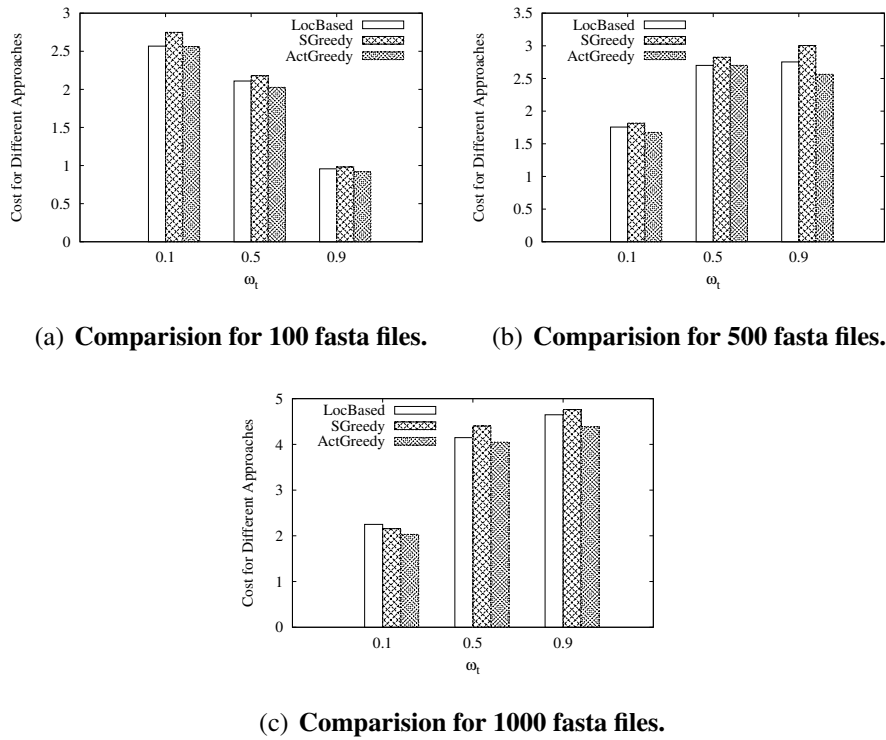 3
2.5
2
1.5
1
0.5
0
Cost for Different Approaches
LocBased
SGreedy
ActGreedy
0.1 0.5 0.9
ωt
(a) Comparision for 100 fasta files.
3.5
3
2.5
2
1.5
1
0.5
0
Cost for Different Approaches
LocBased
SGreedy
ActGreedy
0.1 0.5 0.9
ωt
(b) Comparision for 500 fasta files.
5
4
3
2
1
0
Cost for Different Approaches
LocBased
SGreedy
ActGreedy
0.1 0.5 0.9
ωt
(c) Comparision for 1000 fasta files.